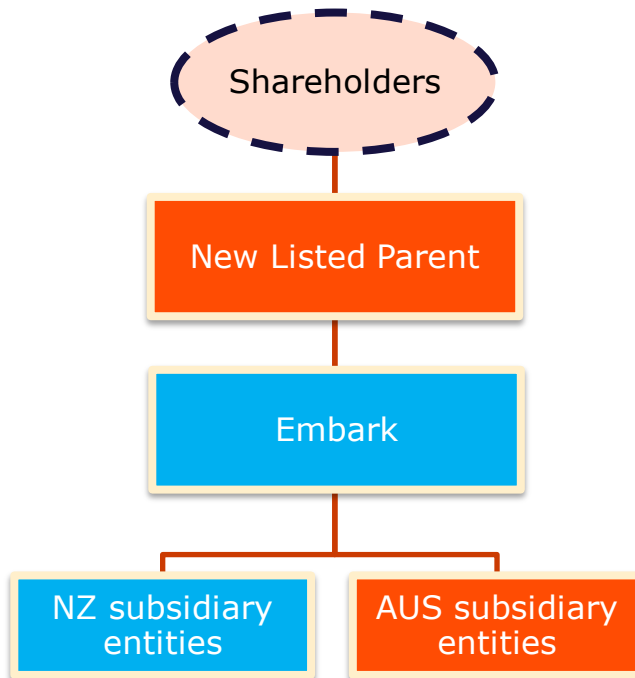 Shareholders
New Listed Parent
Embark
NZ subsidiary
entities
AUS subsidiary
entities